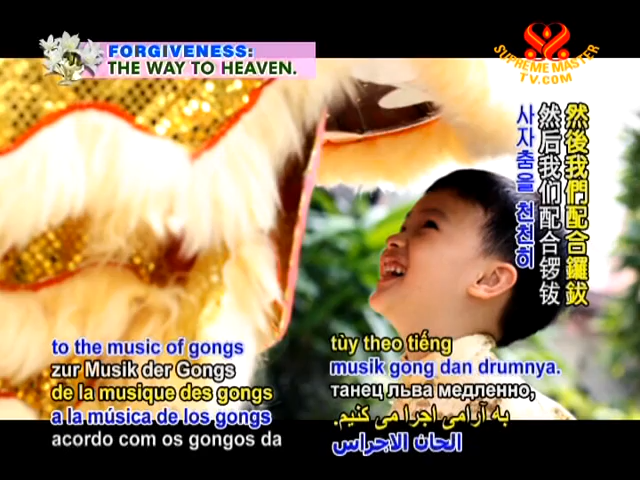 FORGIVENESS:
THE WAY TO HEAVEN.
SUPREME MASTER
TV.COM
然後我們配合鑼鈸
然后我们配合锣钹
사자춤을 천천히
to the music of gongs
zur Musik der Gongs
de la musique des gongs
a la música de los gongs
acordo com os gongos da
tùy theo tiếng
musik gong dan drumnya.
танец льва медленно,
به آرامی اجرا می کنیم.
الحان الاجراس